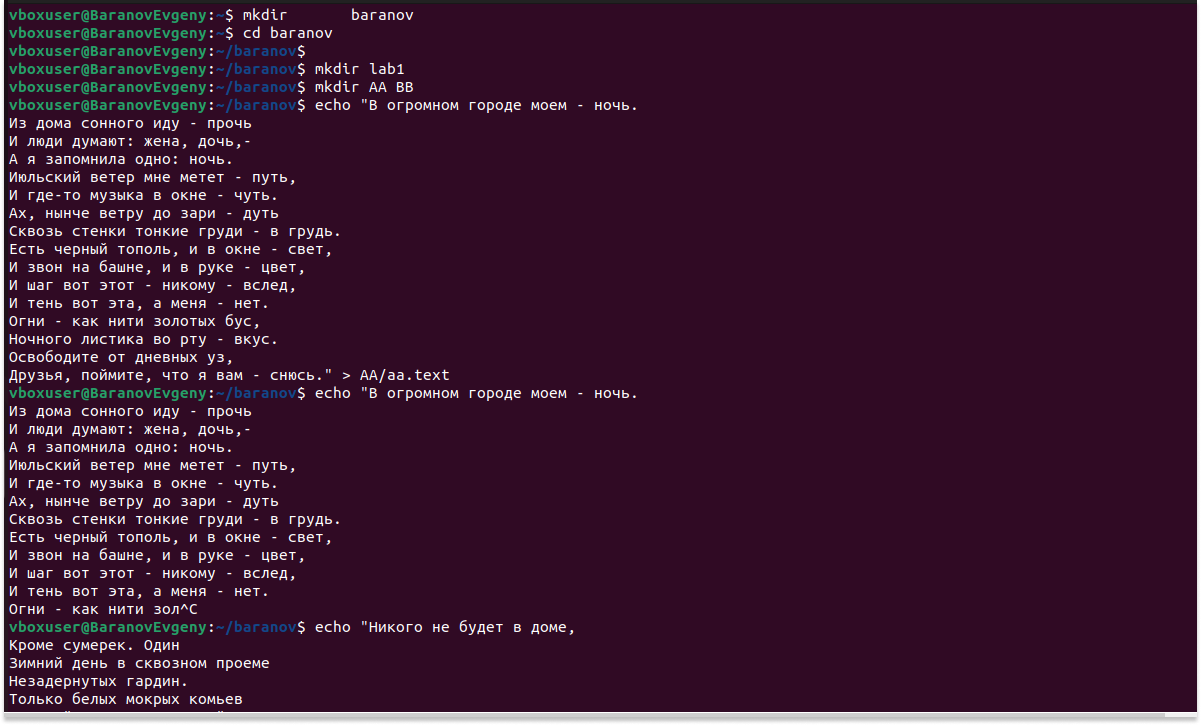 vboxuser@BaranovEvgeny:~$ mkdir       baranov
vboxuser@BaranovEvgeny:~$ cd baranov
vboxuser@BaranovEvgeny:~/baranov$
vboxuser@BaranovEvgeny:~/baranov$ mkdir lab1
vboxuser@BaranovEvgeny:~/baranov$ mkdir AA BB
vboxuser@BaranovEvgeny:~/baranov$ echo "В огромном городе моем - ночь.
Из дома сонного иду - прочь
И люди думают: жена, дочь,-
А я запомнила одно: ночь.
Июльский ветер мне метет - путь,
И где-то музыка в окне - чуть.
Ах, нынче ветру до зари - дуть
Сквозь стенки тонкие груди - в грудь.
Есть черный тополь, и в окне - свет,
И звон на башне, и в руке - цвет,
И шаг вот этот - никому - вслед,
И тень вот эта, а меня - нет.
Огни - как нити золотых бус,
Ночного листика во рту - вкус.
Освободите от дневных уз,
Друзья, поймите, что я вам - снюсь." > AA/aa.text
vboxuser@BaranovEvgeny:~/baranov$ echo "В огромном городе моем - ночь.
Из дома сонного иду - прочь
И люди думают: жена, дочь,-
А я запомнила одно: ночь.
Июльский ветер мне метет - путь,
И где-то музыка в окне - чуть.
Ах, нынче ветру до зари - дуть
Сквозь стенки тонкие груди - в грудь.
Есть черный тополь, и в окне - свет,
И звон на башне, и в руке - цвет,
И шаг вот этот - никому - вслед,
И тень вот эта, а меня - нет.
Огни - как нити зол^C
vboxuser@BaranovEvgeny:~/baranov$ echo "Никого не будет в доме,
Кроме сумерек. Один
Зимний день в сквозном проеме
Незадернутых гардин.
Только белых мокрых комьев